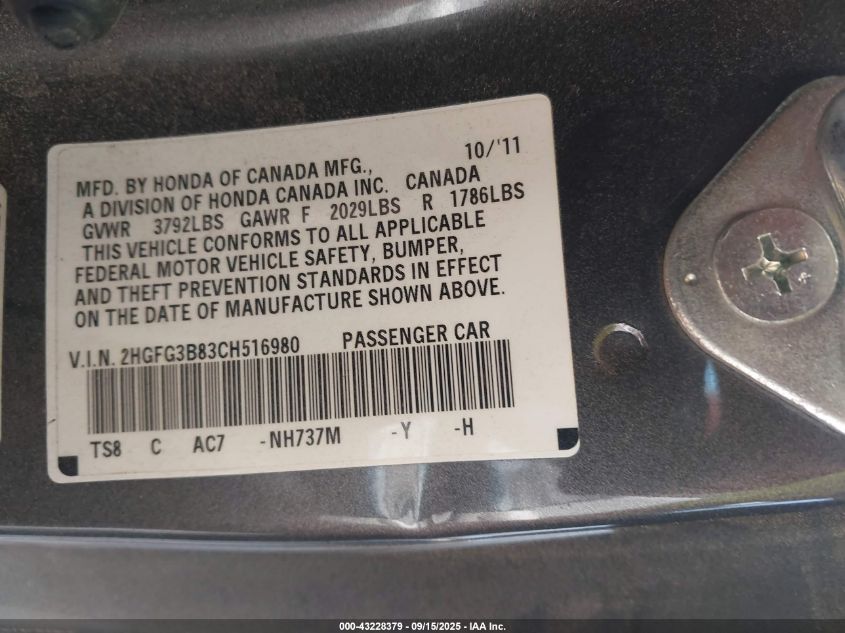 10/'11
MFD. BY HONDA OF CANADA MFG.,
A DIVISION OF HONDA CANADA INC. CANADA
GVWR 3792LBS GAWR F 2029LBS R 1786LBS
THIS VEHICLE CONFORMS TO ALL APPLICABLE
FEDERAL MOTOR VEHICLE SAFETY, BUMPER,
AND THEFT PREVENTION STANDARDS IN EFFECT
ON THE DATE OF MANUFACTURE SHOWN ABOVE.
V.I.N. 2HGFG3B83CH516980 PASSENGER CAR
TS8 C AC7 -NH737M -Y -H
000-43228379 - 09/15/2025 - IAA Inc.